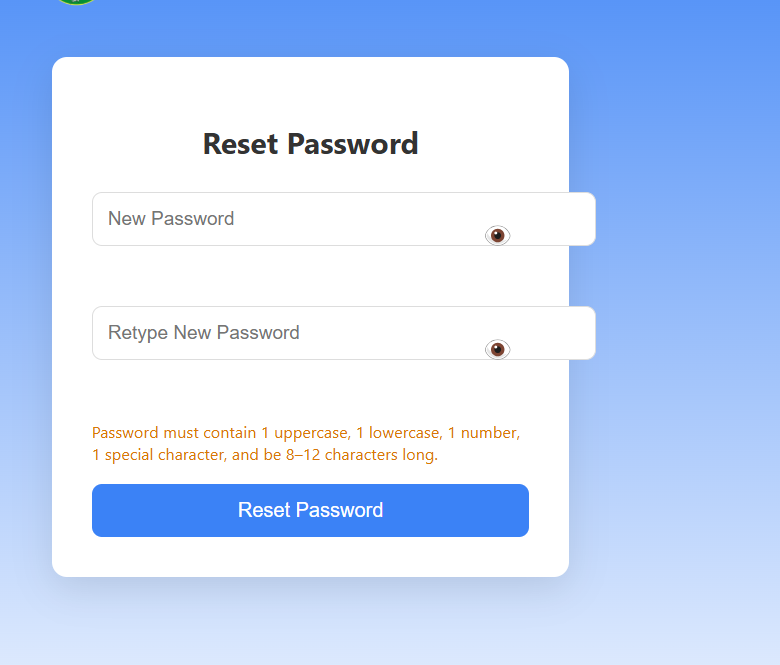 Reset Password
New Password
Retype New Password
Password must contain 1 uppercase, 1 lowercase, 1 number,
1 special character, and be 8–12 characters long.
Reset Password